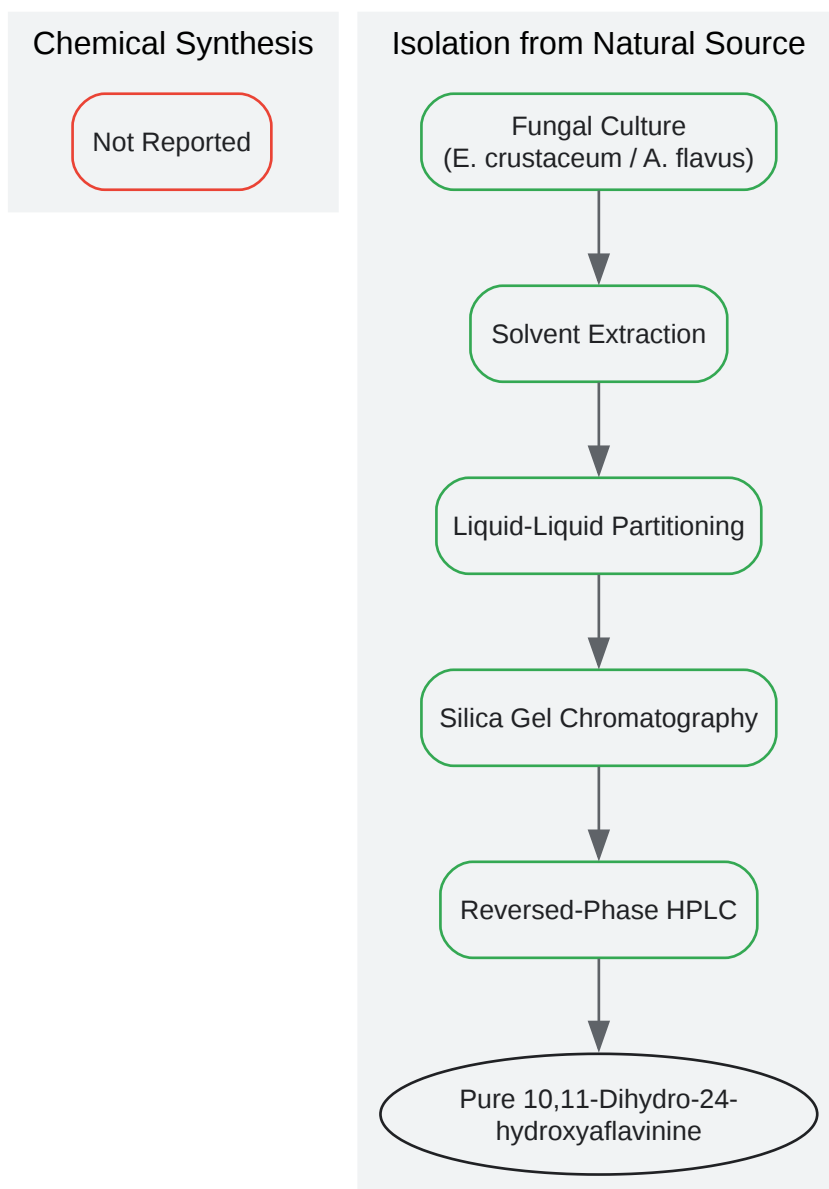 Chemical Synthesis
Not Reported
Isolation from Natural Source
Fungal Culture
(E. crustaceum / A. flavus)
Solvent Extraction
Liquid-Liquid Partitioning
Silica Gel Chromatography
Reversed-Phase HPLC
Pure 10,11-Dihydro-24-
hydroxyaflavinine